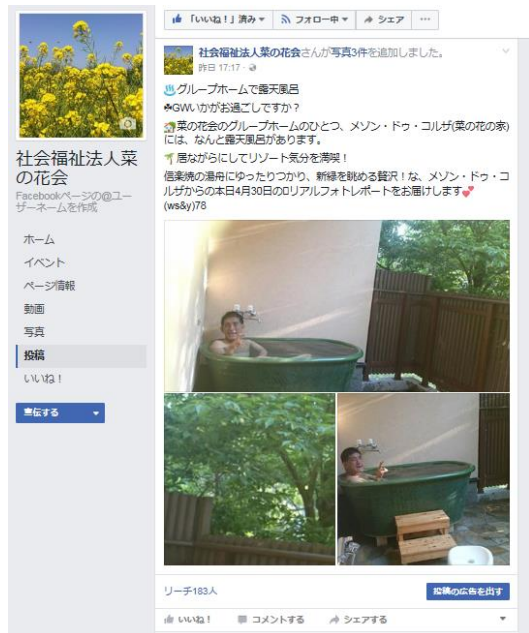 「いいね！」済み
フォロー中
シェア
社会福祉法人菜の花会さんが写真3件を追加しました。
昨日 17:17
グループホームで露天風呂
GWいかがお過ごしですか？
菜の花会のグループホームのひとつ、メゾン・ドゥ・コルザ(菜の花の家)
には、なんと露天風呂があります。
居ながらにしてリゾート気分を満喫！
信楽焼の湯舟にゆったりつかり、新緑を眺める贅沢！な、メゾン・ドゥ・コ
ルザからの本日4月30日のリアルフォトレポートをお届けします
(ws&y)78
社会福祉法人菜
の花会
Facebookページの@ユー
ザーネームを作成
ホーム
イベント
ページ情報
動画
写真
投稿
いいね！
宣伝する
リーチ183人
投稿の広告を出す
いいね！
コメントする
シェアする